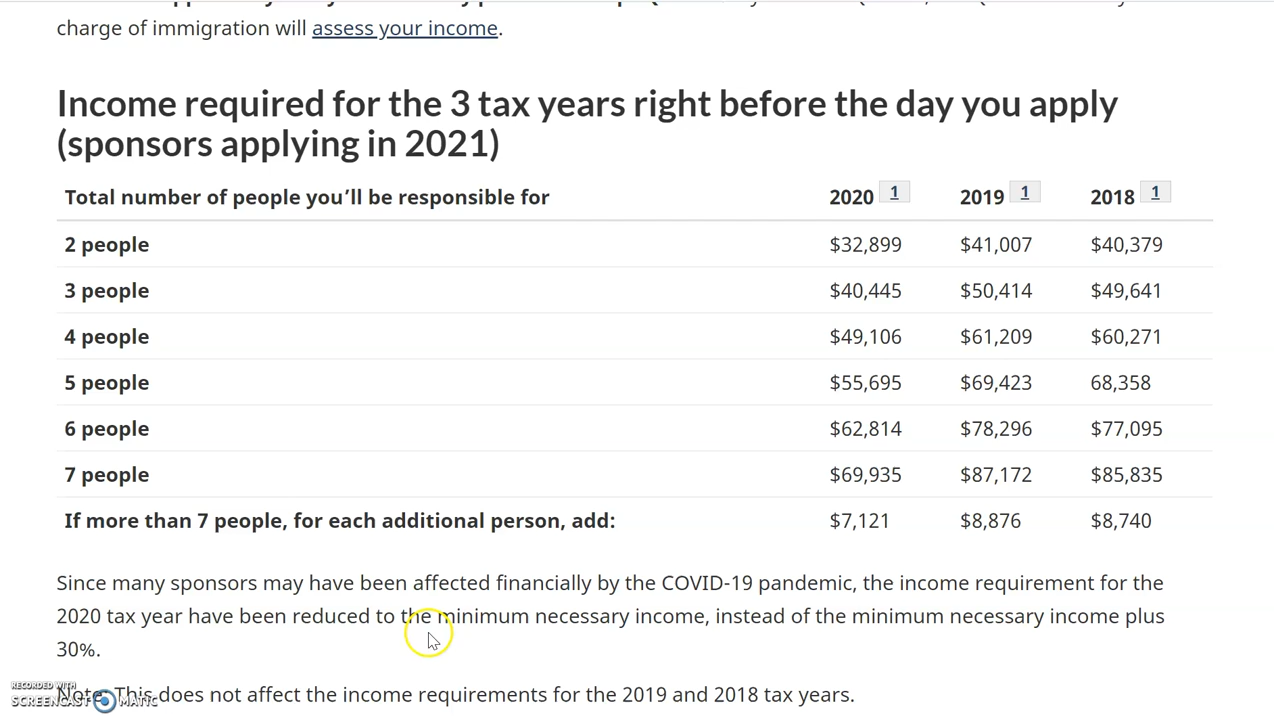 charge of immigration will assess your income.
Income required for the 3 tax years right before the day you apply
(sponsors applying in 2021)
Total number of people you’ll be responsible for 2020 1 2019 1 2018 1
2 people $32,899 $41,007 $40,379
3 people $40,445 $50,414 $49,641
4 people $49,106 $61,209 $60,271
5 people $55,695 $69,423 68,358
6 people $62,814 $78,296 $77,095
7 people $69,935 $87,172 $85,835
If more than 7 people, for each additional person, add: $7,121 $8,876 $8,740
Since many sponsors may have been affected financially by the COVID-19 pandemic, the income requirement for the
2020 tax year have been reduced to the minimum necessary income, instead of the minimum necessary income plus
30%.
Note: This does not affect the income requirements for the 2019 and 2018 tax years.
RECORDED WITH
SCREENCAST MATIC